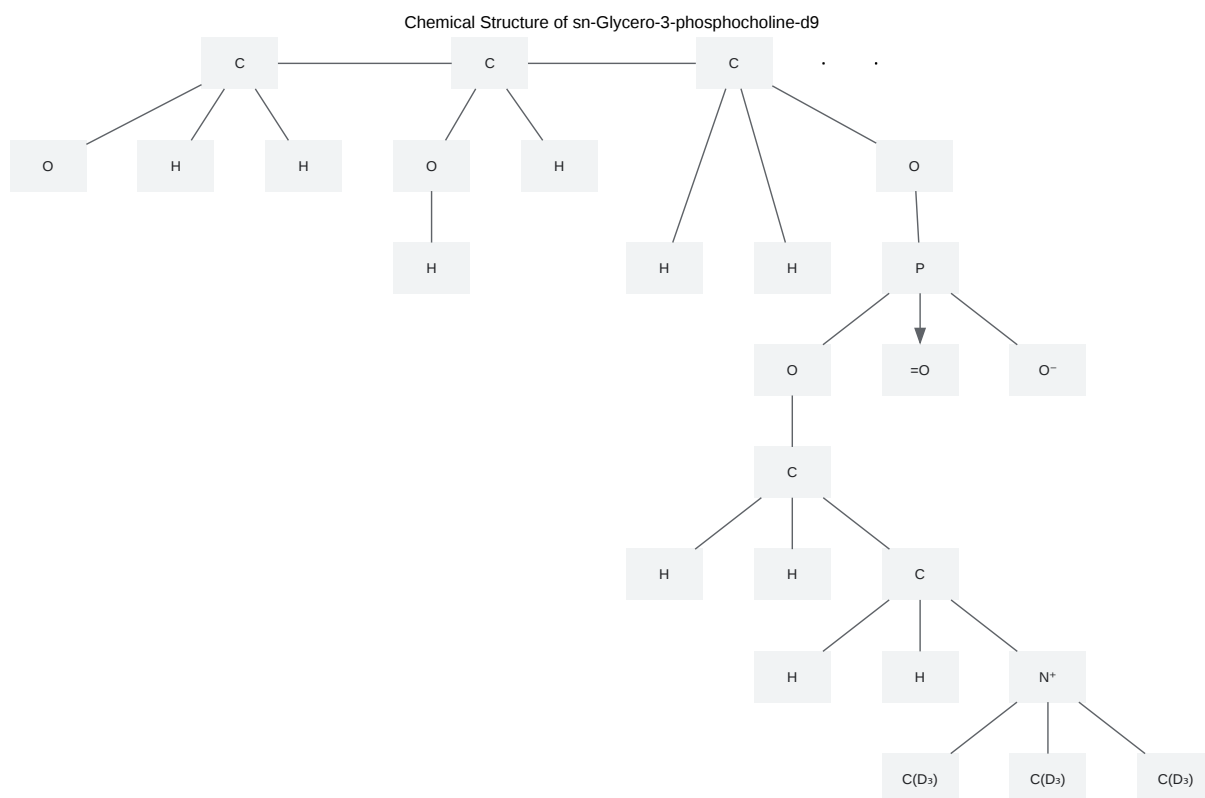 Chemical Structure of sn-Glycero-3-phosphocholine-d9
C C C . .
O H H O H O
H H H P
O =O O⁻
C
H H C
H H N⁺
C(D₃) C(D₃) C(D₃)